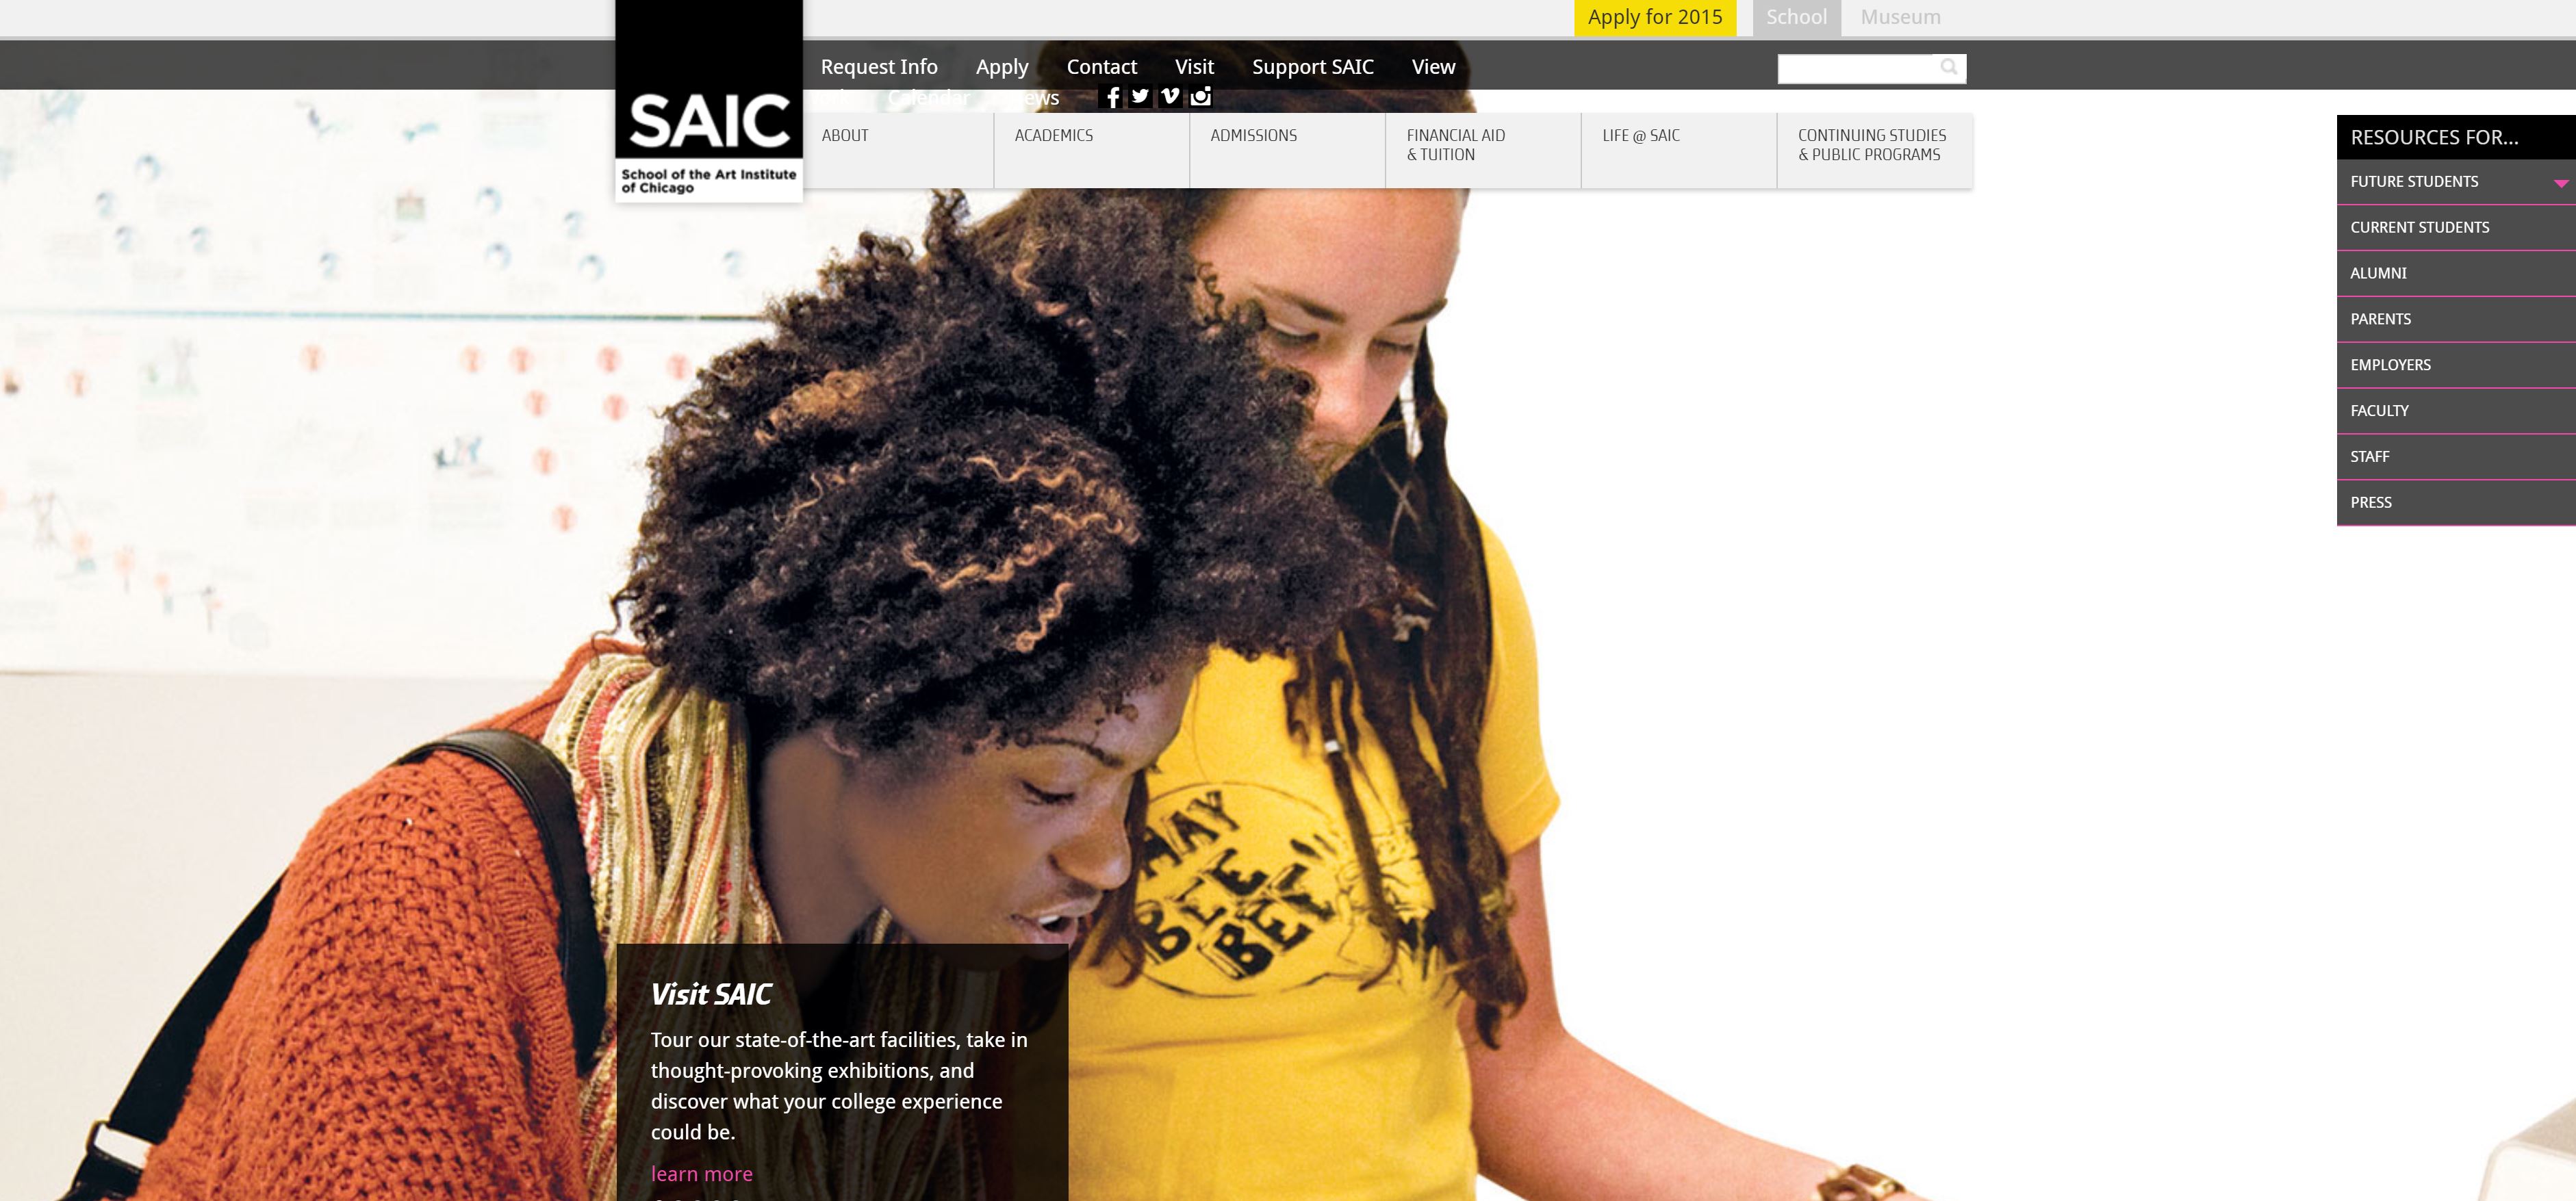 Apply for 2015
School
Museum
Request Info
Apply
Contact
Visit
Support SAIC
View
Calendar
SAIC
School of the Art Institute
of Chicago
ABOUT
ACADEMICS
ADMISSIONS
FINANCIAL AID
& TUITION
LIFE @ SAIC
CONTINUING STUDIES
& PUBLIC PROGRAMS
RESOURCES FOR...
FUTURE STUDENTS
CURRENT STUDENTS
ALUMNI
PARENTS
EMPLOYERS
FACULTY
STAFF
PRESS
Visit SAIC
Tour our state-of-the-art facilities, take in
thought-provoking exhibitions, and
discover what your college experience
could be.
learn more